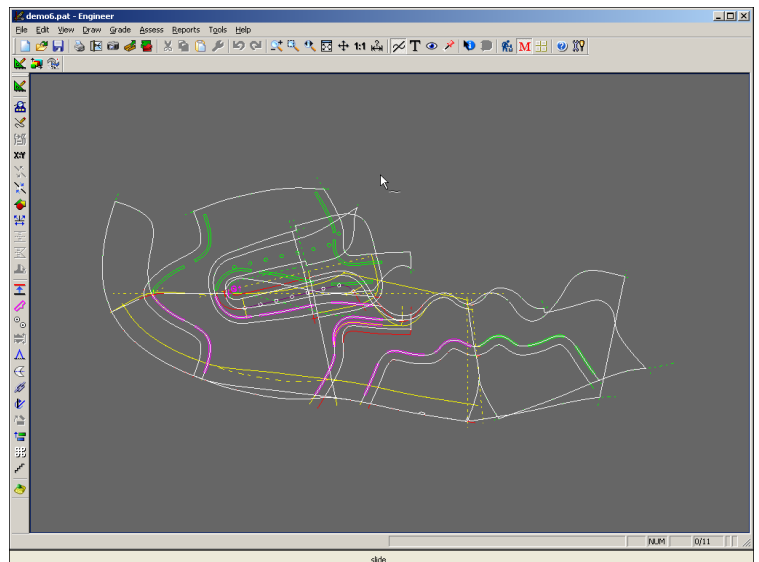 demo6.pat - Engineer
File Edit View Draw Grade Assess Reports Tools Help
1:1 T M
X:Y
NUM 0/11
slide